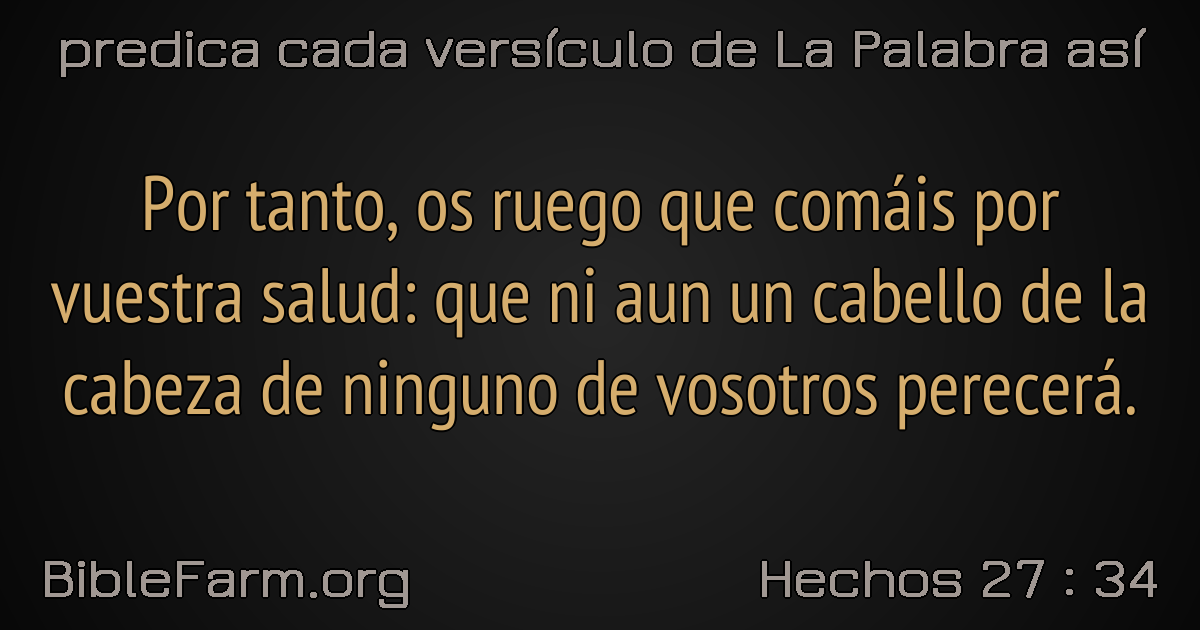 predica cada versículo de La Palabra así
Por tanto, os ruego que comáis por
vuestra salud: que ni aun un cabello de la
cabeza de ninguno de vosotros perecerá.
BibleFarm.org
Hechos 27 : 34